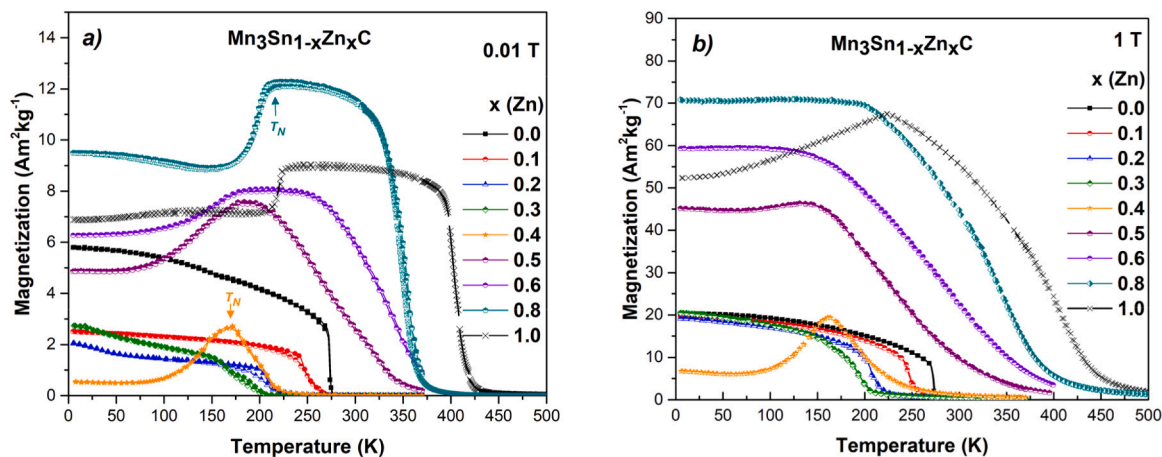 a)
Mn3Sn1-xZnxC
0.01 T
x (Zn)
0.0
0.1
0.2
0.3
0.4
0.5
0.6
0.8
1.0
TN
TN
Magnetization (Am2kg-1)
14
12
10
8
6
4
2
0
0 50 100 150 200 250 300 350 400 450 500
Temperature (K)
b)
Mn3Sn1-xZnxC
1 T
x (Zn)
0.0
0.1
0.2
0.3
0.4
0.5
0.6
0.8
1.0
Magnetization (Am2kg-1)
90
80
70
60
50
40
30
20
10
0
0 50 100 150 200 250 300 350 400 450 500
Temperature (K)